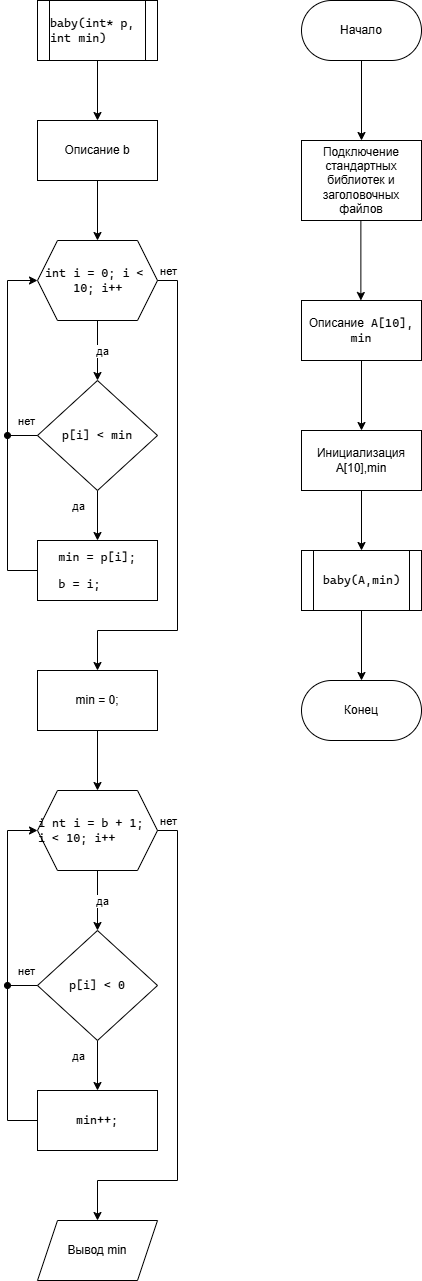 baby(int* p,
int min)
Описание b
int i = 0; i <
10; i++
нет
да
нет
p[i] < min
да
min = p[i];
b = i;
min = 0;
i nt i = b + 1;
i < 10; i++
нет
да
нет
p[i] < 0
да
min++;
Вывод min
Начало
Подключение
стандартных
библиотек и
заголовочных
файлов
Описание A[10],
min
Инициализация
A[10],min
baby(A,min)
Конец